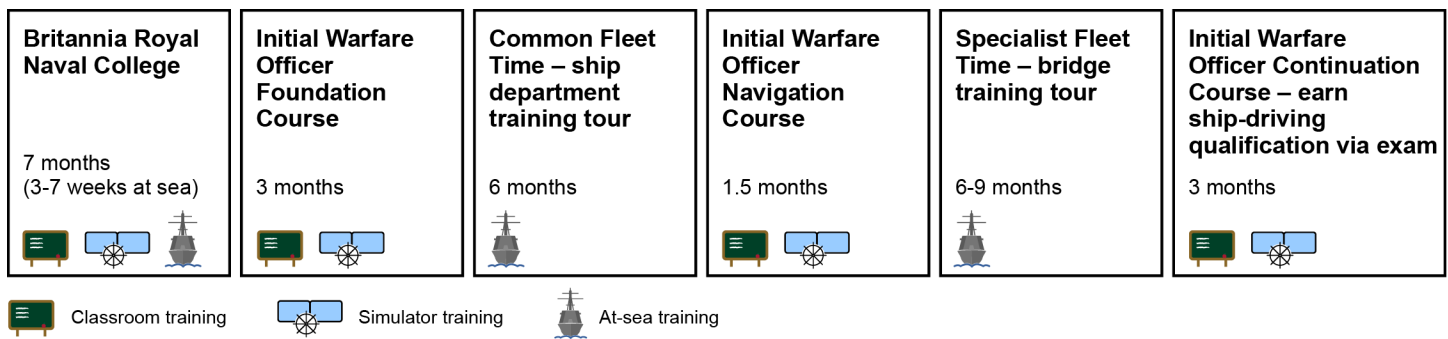 Britannia Royal
Naval College
7 months
(3-7 weeks at sea)
Initial Warfare
Officer
Foundation
Course
3 months
Common Fleet
Time – ship
department
training tour
6 months
Initial Warfare
Officer
Navigation
Course
1.5 months
Specialist Fleet
Time – bridge
training tour
6-9 months
Initial Warfare
Officer Continuation
Course – earn
ship-driving
qualification via exam
3 months
Classroom training
Simulator training
At-sea training